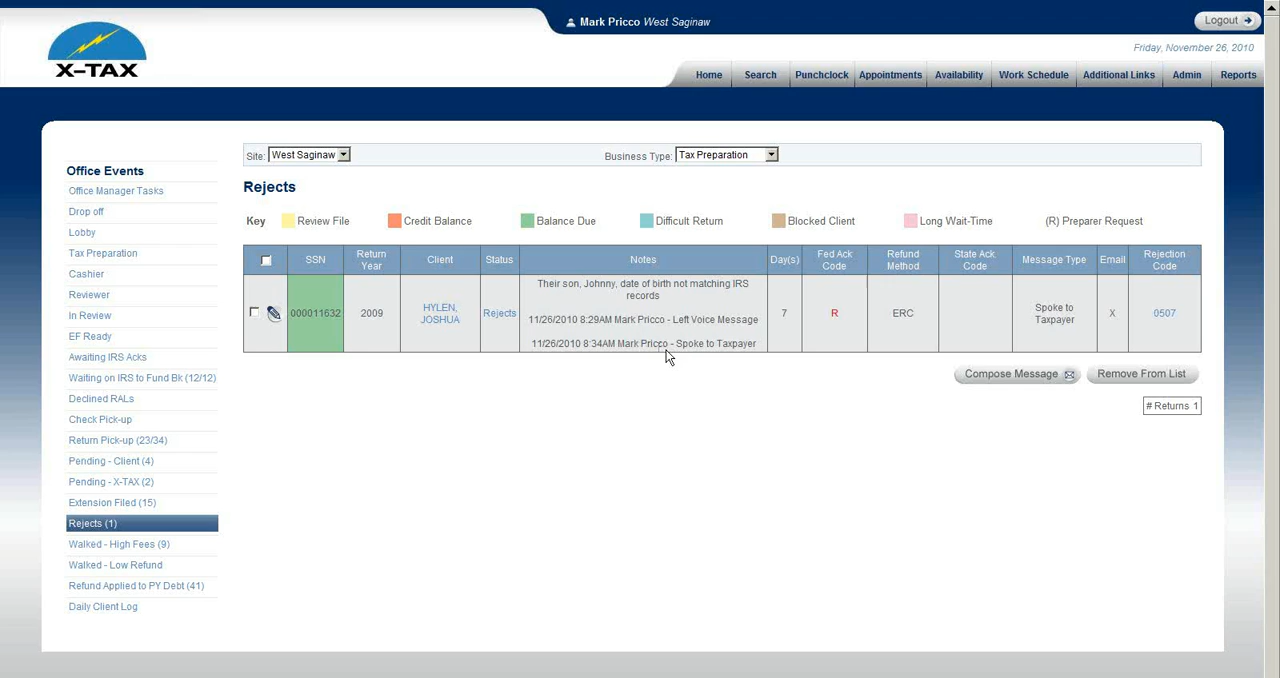 Mark Pricco West Saginaw
Logout
X-TAX
Friday, November 26, 2010
Home Search Punchclock Appointments Availability Work Schedule Additional Links Admin Reports
Office Events
Office Manager Tasks
Drop off
Lobby
Tax Preparation
Cashier
Reviewer
In Review
EF Ready
Awaiting IRS Acks
Waiting on IRS to Fund Bk (12/12)
Declined RALs
Check Pick-up
Return Pick-up (23/34)
Pending - Client (4)
Pending - X-TAX (2)
Extension Filed (15)
Rejects (1)
Walked - High Fees (9)
Walked - Low Refund
Refund Applied to PY Debt (41)
Daily Client Log
Site: West Saginaw Business Type: Tax Preparation
Rejects
Key Review File Credit Balance Balance Due Difficult Return Blocked Client Long Wait-Time (R) Preparer Request
SSN
Return
Year
Client
Status
Notes
Day(s)
Fed Ack
Code
Refund
Method
State Ack
Code
Message Type
Email
Rejection
Code
000011632
2009
HYLEN,
JOSHUA
Rejects
Their son, Johnny, date of birth not matching IRS
records
11/26/2010 8:29AM Mark Pricco - Left Voice Message
11/26/2010 8:34AM Mark Pricco - Spoke to Taxpayer
7
R
ERC
Spoke to
Taxpayer
X
0507
Compose Message Remove From List
# Returns 1